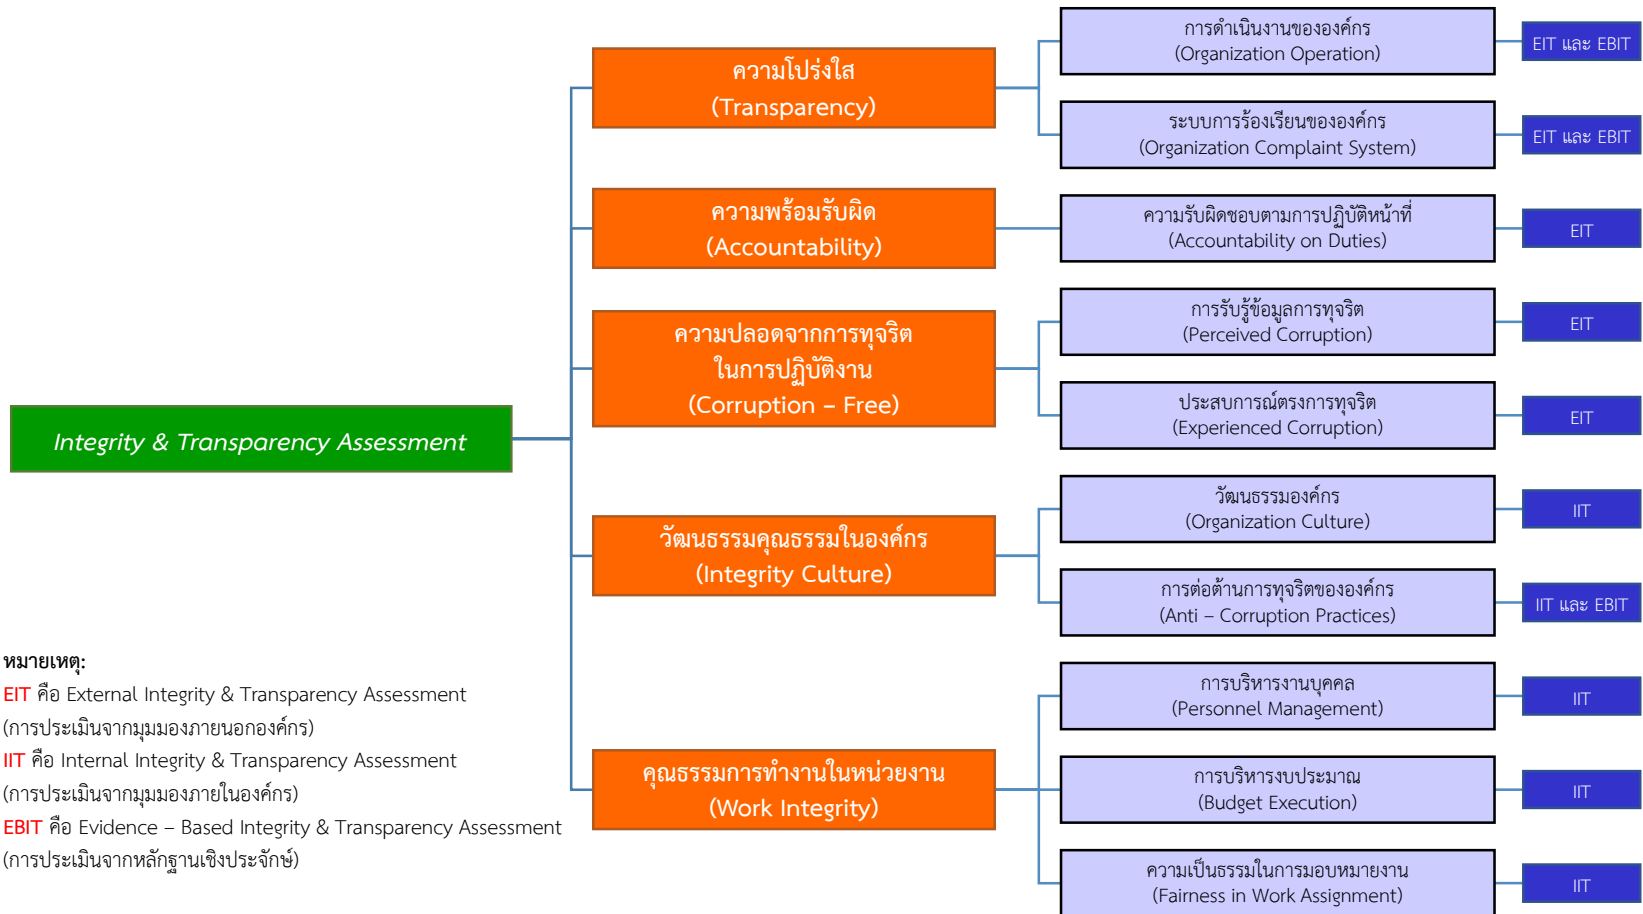 Integrity & Transparency Assessment
ความโปร่งใส
(Transparency)
การดำเนินงานขององค์กร
(Organization Operation)
EIT และ EBIT
ระบบการร้องเรียนขององค์กร
(Organization Complaint System)
EIT และ EBIT
ความพร้อมรับผิด
(Accountability)
ความรับผิดชอบตามการปฏิบัติหน้าที่
(Accountability on Duties)
EIT
ความปลอดจากการทุจริต
ในการปฏิบัติงาน
(Corruption – Free)
การรับรู้ข้อมูลการทุจริต
(Perceived Corruption)
EIT
ประสบการณ์ตรงการทุจริต
(Experienced Corruption)
EIT
วัฒนธรรมคุณธรรมในองค์กร
(Integrity Culture)
วัฒนธรรมองค์กร
(Organization Culture)
IIT
การต่อต้านการทุจริตขององค์กร
(Anti – Corruption Practices)
IIT และ EBIT
คุณธรรมการทำงานในหน่วยงาน
(Work Integrity)
การบริหารงานบุคคล
(Personnel Management)
IIT
การบริหารงบประมาณ
(Budget Execution)
IIT
ความเป็นธรรมในการมอบหมายงาน
(Fairness in Work Assignment)
IIT
หมายเหตุ:
EIT คือ External Integrity & Transparency Assessment
(การประเมินจากมุมมองภายนอกองค์กร)
IIT คือ Internal Integrity & Transparency Assessment
(การประเมินจากมุมมองภายในองค์กร)
EBIT คือ Evidence – Based Integrity & Transparency Assessment
(การประเมินจากหลักฐานเชิงประจักษ์)